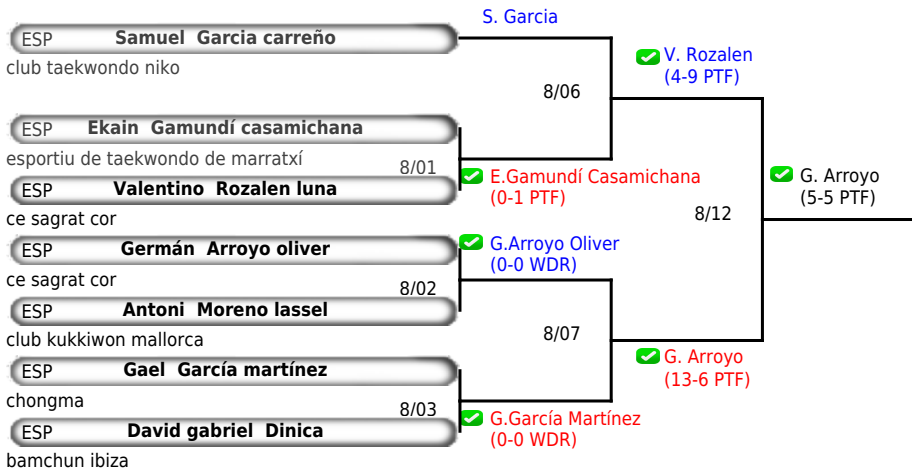 S. Garcia
ESP Samuel Garcia carreño
club taekwondo niko
V. Rozalen
(4-9 PTF)
8/06
ESP Ekain Gamundí casamichana
esportiu de taekwondo de marratxí
8/01
E.Gamundí Casamichana
(0-1 PTF)
ESP Valentino Rozalen luna
ce sagrat cor
G. Arroyo
(5-5 PTF)
8/12
ESP Germán Arroyo oliver
ce sagrat cor
G.Arroyo Oliver
(0-0 WDR)
8/02
ESP Antoni Moreno lassel
club kukkiwon mallorca
8/07
G. Arroyo
(13-6 PTF)
ESP Gael García martínez
chongma
8/03
G.García Martínez
(0-0 WDR)
ESP David gabriel Dinica
bamchun ibiza